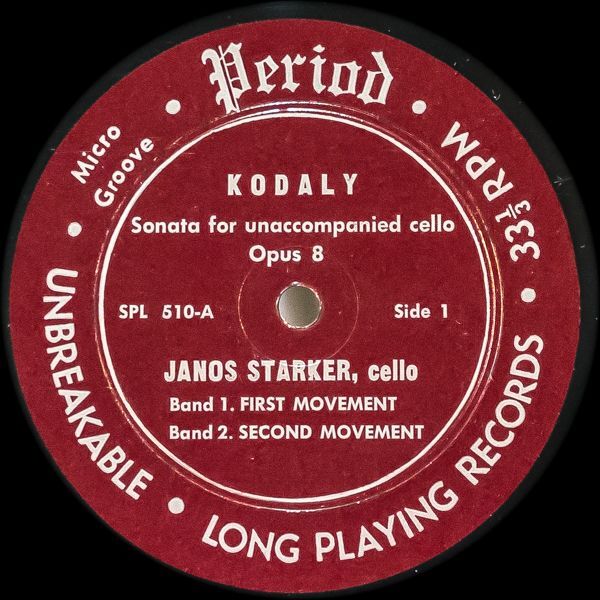 Period
Micro
Groove
33⅓ RPM
KODALY
Sonata for unaccompanied cello
Opus 8
SPL 510-A
Side 1
JANOS STARKER, cello
Band 1. FIRST MOVEMENT
Band 2. SECOND MOVEMENT
UNBREAKABLE
LONG PLAYING RECORDS